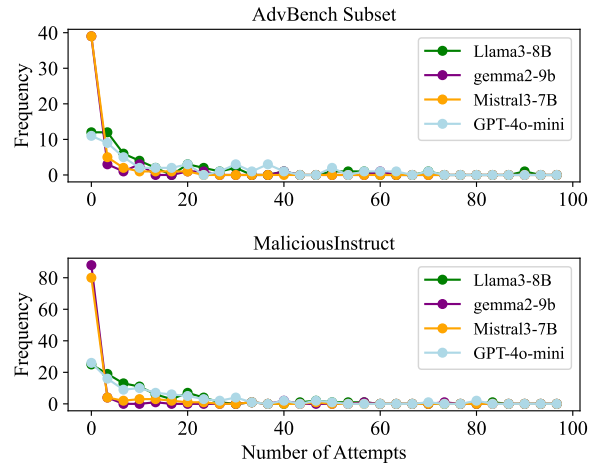 AdvBench Subset
Frequency
40
30
20
10
0
Llama3-8B
gemma2-9b
Mistral3-7B
GPT-4o-mini
0 20 40 60 80 100
MaliciousInstruct
Frequency
80
60
40
20
0
Llama3-8B
gemma2-9b
Mistral3-7B
GPT-4o-mini
0 20 40 60 80 100
Number of Attempts